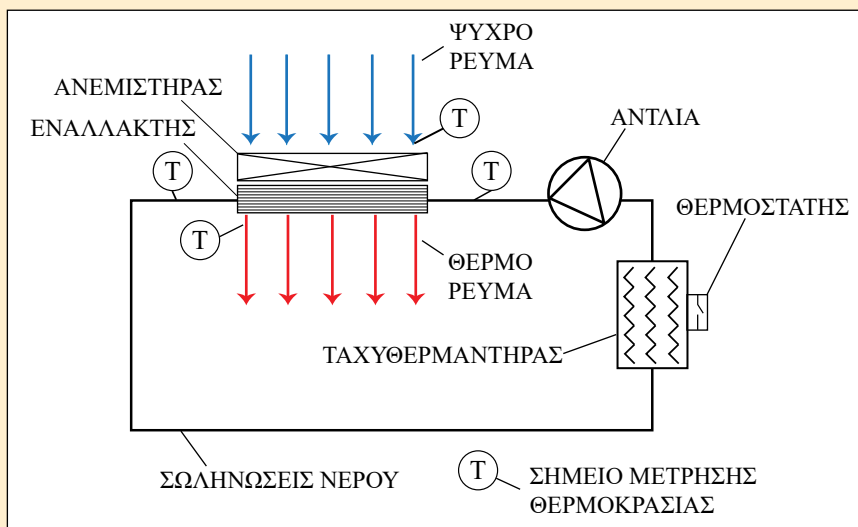 ΨΥΧΡΟ
ΡΕΥΜΑ
ΑΝΕΜΙΣΤΗΡΑΣ
ΕΝΑΛΛΑΚΤΗΣ
Τ
ΑΝΤΛΙΑ
Τ
Τ
ΘΕΡΜΟΣΤΑΤΗΣ
Τ
ΘΕΡΜΟ
ΡΕΥΜΑ
ΤΑΧΥΘΕΡΜΑΝΤΗΡΑΣ
ΣΩΛΗΝΩΣΕΙΣ ΝΕΡΟΥ
Τ
ΣΗΜΕΙΟ ΜΕΤΡΗΣΗΣ
ΘΕΡΜΟΚΡΑΣΙΑΣ